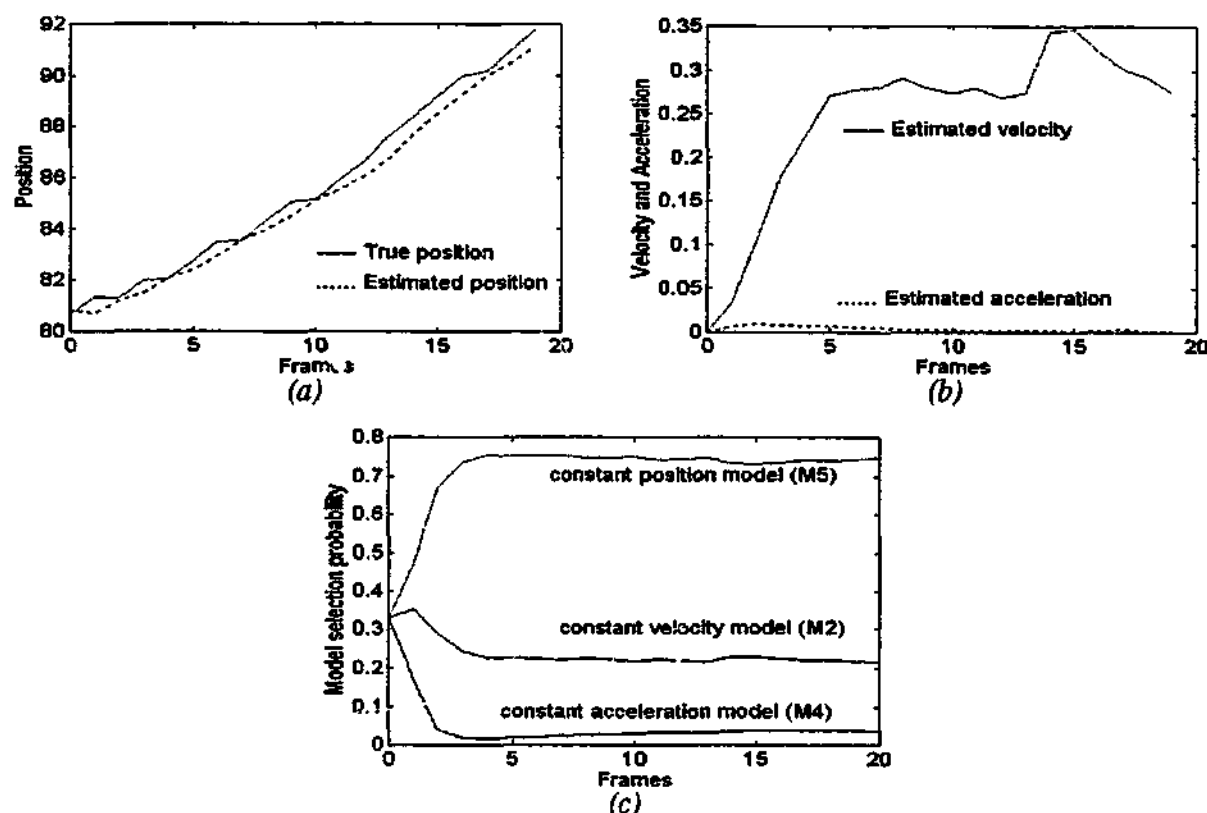 92
90
88
86
84
82
80
Position
True position
Estimated position
0
5
10
15
20
Frames
(a)
0.35
0.3
0.25
0.2
0.15
0.1
0.05
0
Velocity and Acceleration
Estimated velocity
Estimated acceleration
0
5
10
15
20
Frames
(b)
0.8
0.7
0.6
0.5
0.4
0.3
0.2
0.1
0
Model selection probability
constant position model (M5)
constant velocity model (M2)
constant acceleration model (M4)
0
5
10
15
20
Frames
(c)